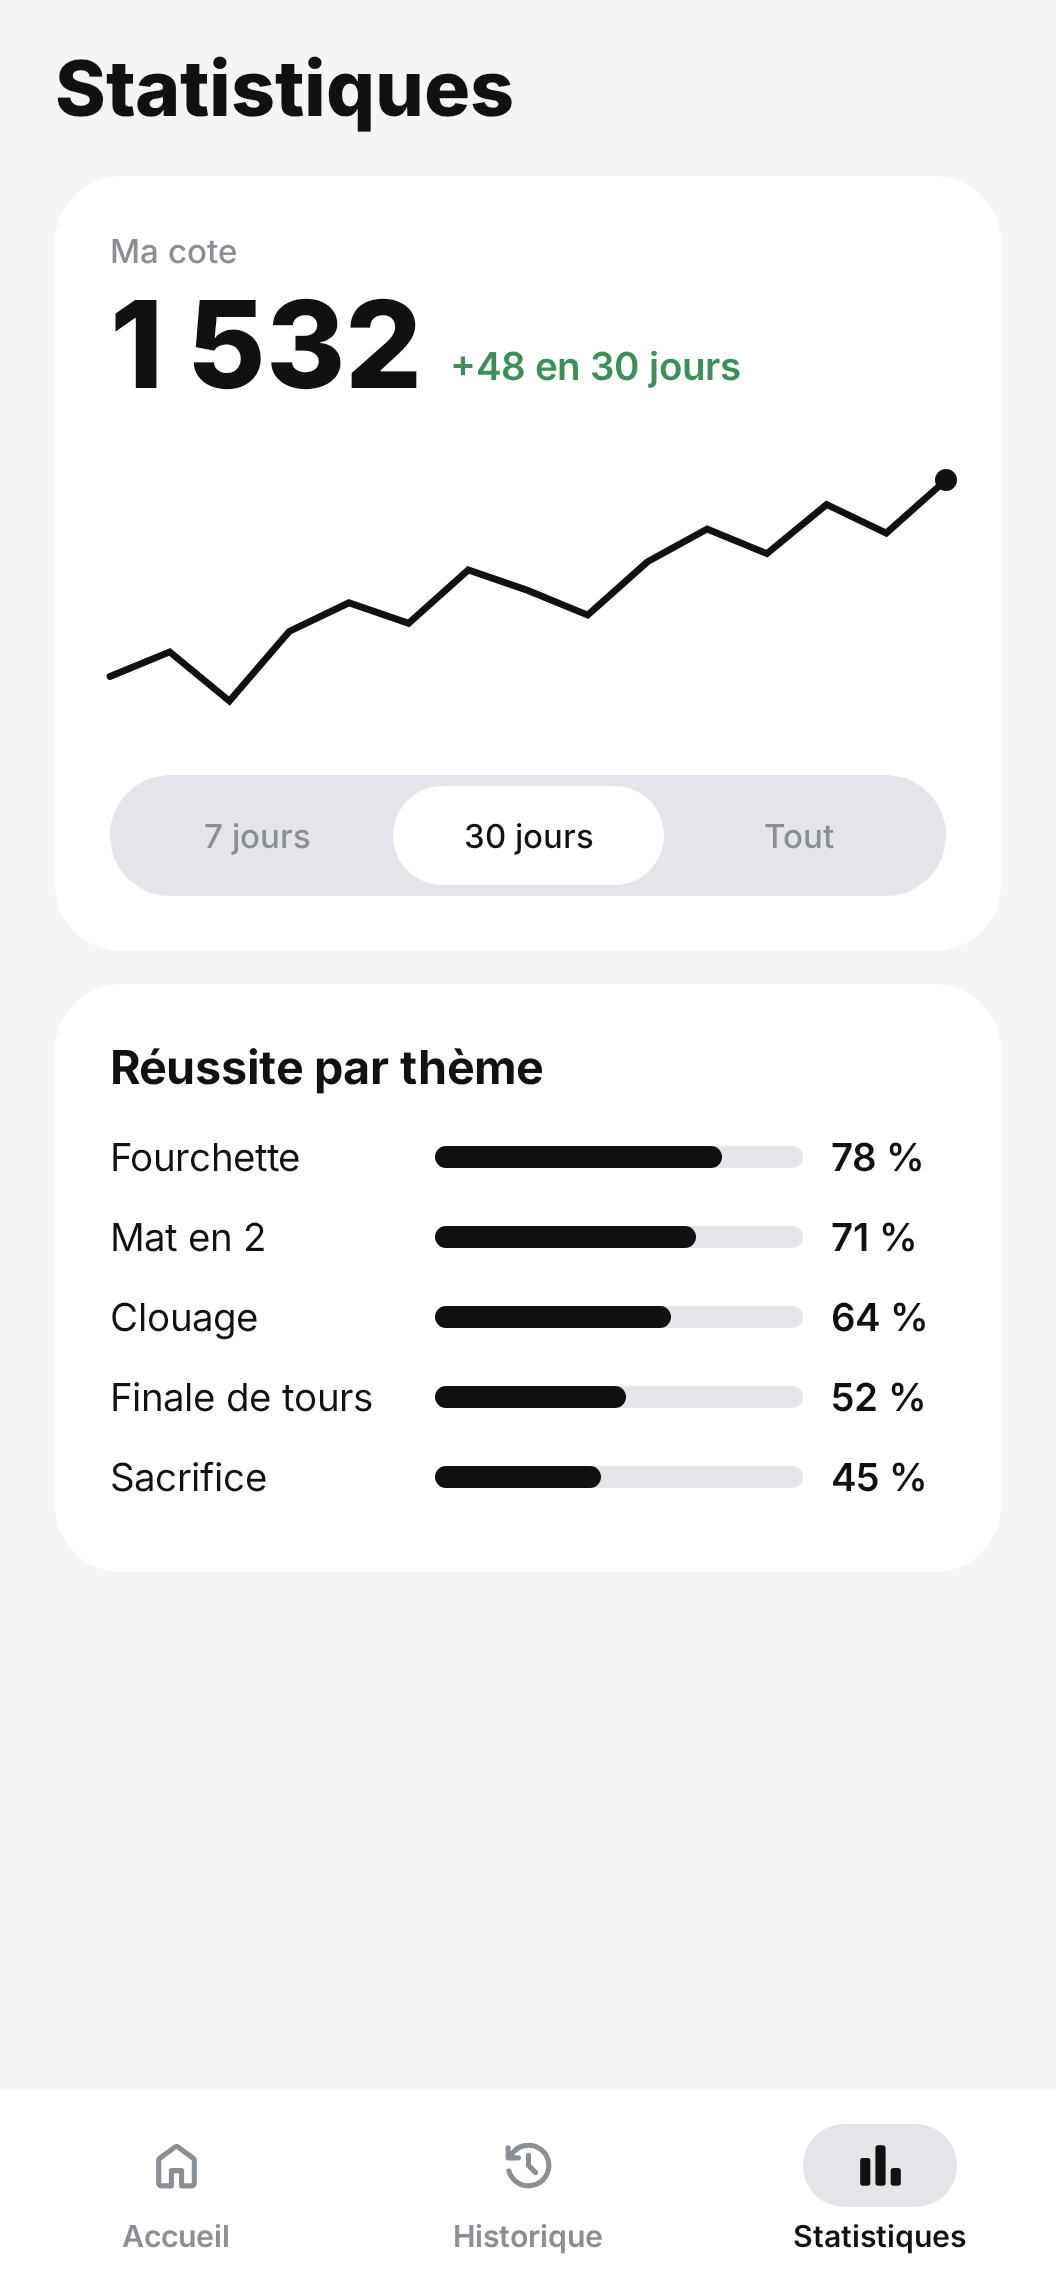 Statistiques
Ma cote
1 532 +48 en 30 jours
7 jours 30 jours Tout
Réussite par thème
Fourchette 78 %
Mat en 2 71 %
Clouage 64 %
Finale de tours 52 %
Sacrifice 45 %
Accueil Historique Statistiques